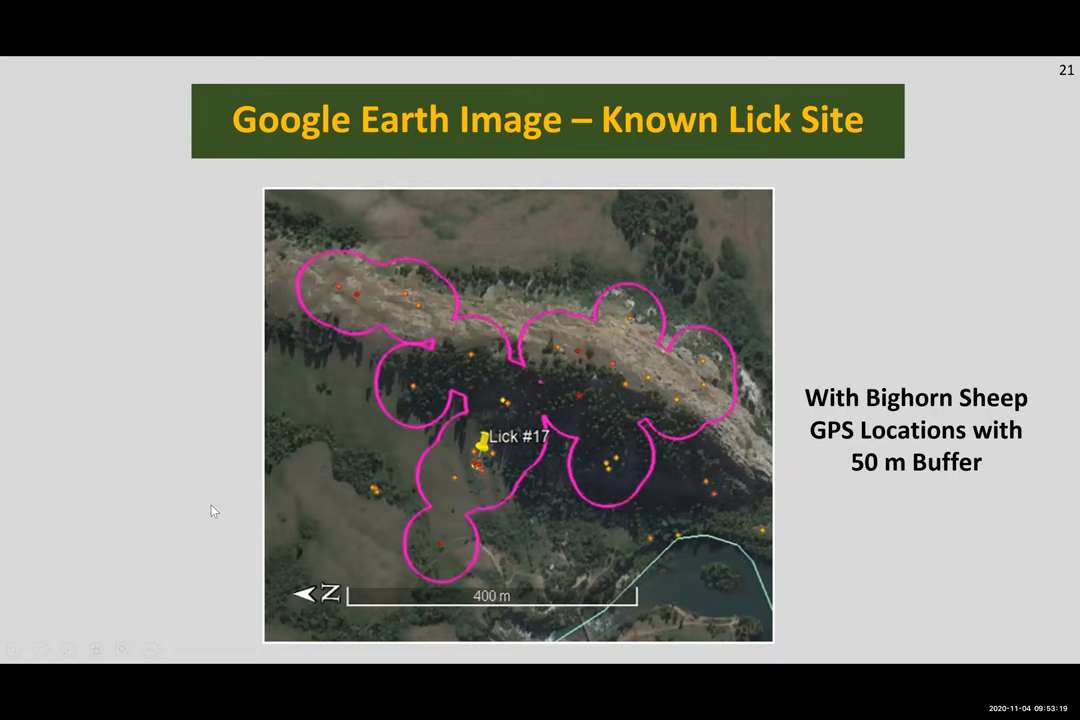 21
Google Earth Image – Known Lick Site
With Bighorn Sheep
GPS Locations with
50 m Buffer
Lick #17
N
400 m
2020-11-04 09:53:19